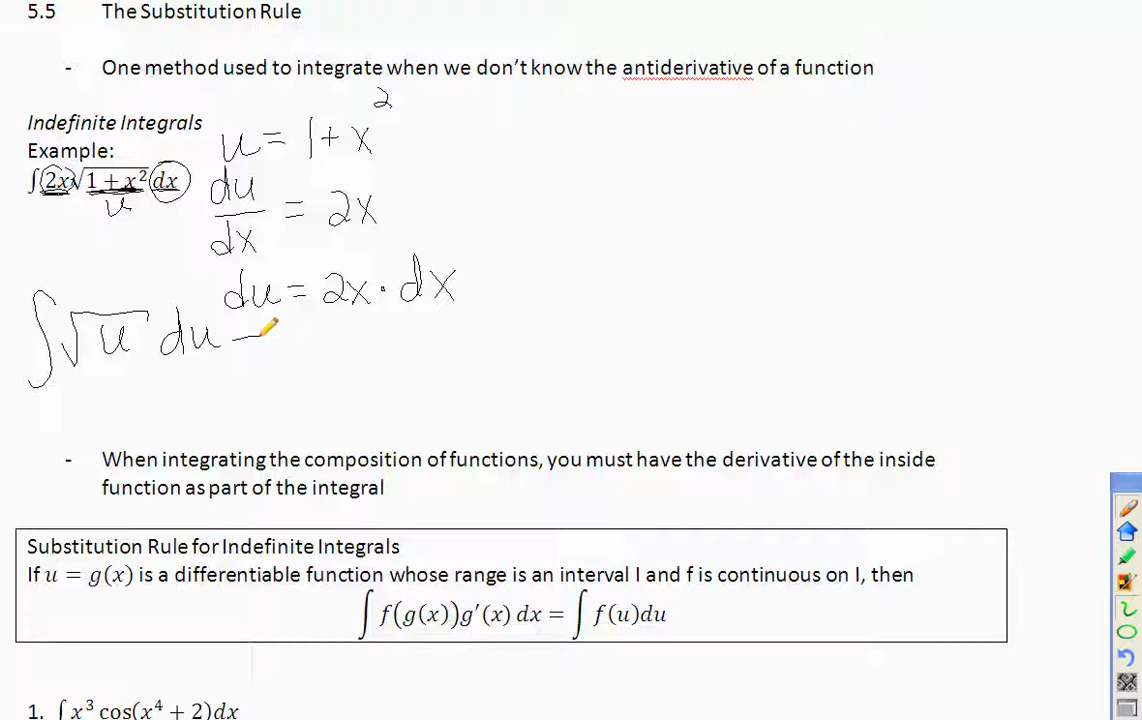 5.5 The Substitution Rule
- One method used to integrate when we don't know the antiderivative of a function
Indefinite Integrals
Example:
∫2x√(1 + x²)dx
u
u = 1 + x²
du/dx = 2x
du = 2x · dx
∫√u du
- When integrating the composition of functions, you must have the derivative of the inside
function as part of the integral
Substitution Rule for Indefinite Integrals
If u = g(x) is a differentiable function whose range is an interval I and f is continuous on I, then
∫ f(g(x))g′(x) dx = ∫ f(u)du
1. ∫ x³ cos(x⁴ + 2)dx